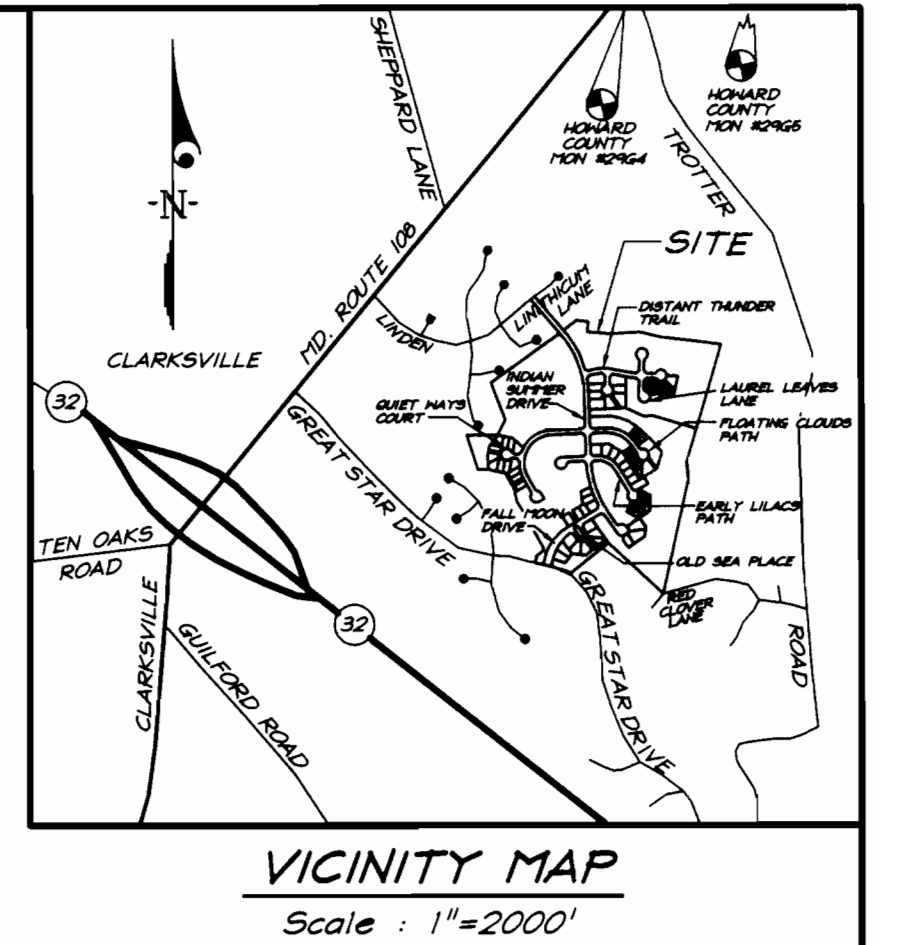 SHEPPARD LANE
HOWARD
COUNTY
MON #29G4
HOWARD
COUNTY
MON #29G5
TROTTER
-N-
SITE
MD. ROUTE 108
LINTHICUM
LANE
LINDEN
DISTANT THUNDER
TRAIL
CLARKSVILLE
32
INDIAN
SUMMER
DRIVE
LAUREL LEAVES
LANE
QUIET WAYS
COURT
FLOATING CLOUDS
PATH
GREAT STAR DRIVE
FALL MOON
DRIVE
EARLY LILACS
PATH
TEN OAKS
ROAD
OLD SEA PLACE
RED
CLOVER
LANE
CLARKSVILLE
32
GUILFORD ROAD
GREAT STAR DRIVE
ROAD
VICINITY MAP
Scale : 1"=2000'